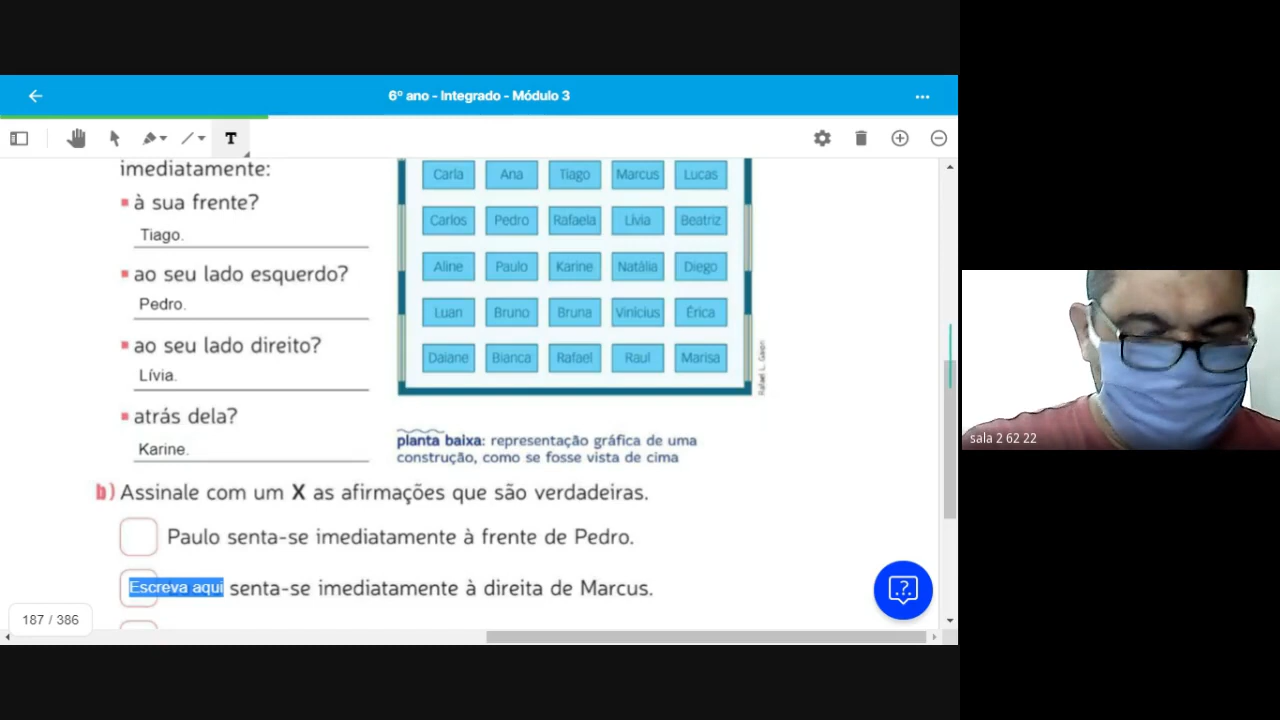 6º ano - Integrado - Módulo 3
T
imediatamente:
à sua frente?
Tiago.
ao seu lado esquerdo?
Pedro.
ao seu lado direito?
Lívia.
atrás dela?
Karine.
Carla Ana Tiago Marcus Lucas
Carlos Pedro Rafaela Lívia Beatriz
Aline Paulo Karine Natália Diego
Luan Bruno Bruna Vinícius Érica
Daiane Bianca Rafael Raul Marisa
Rafael L. Gaion
planta baixa: representação gráfica de uma
construção, como se fosse vista de cima
b) Assinale com um X as afirmações que são verdadeiras.
Paulo senta-se imediatamente à frente de Pedro.
Escreva aqui senta-se imediatamente à direita de Marcus.
187 / 386
sala 2 62 22